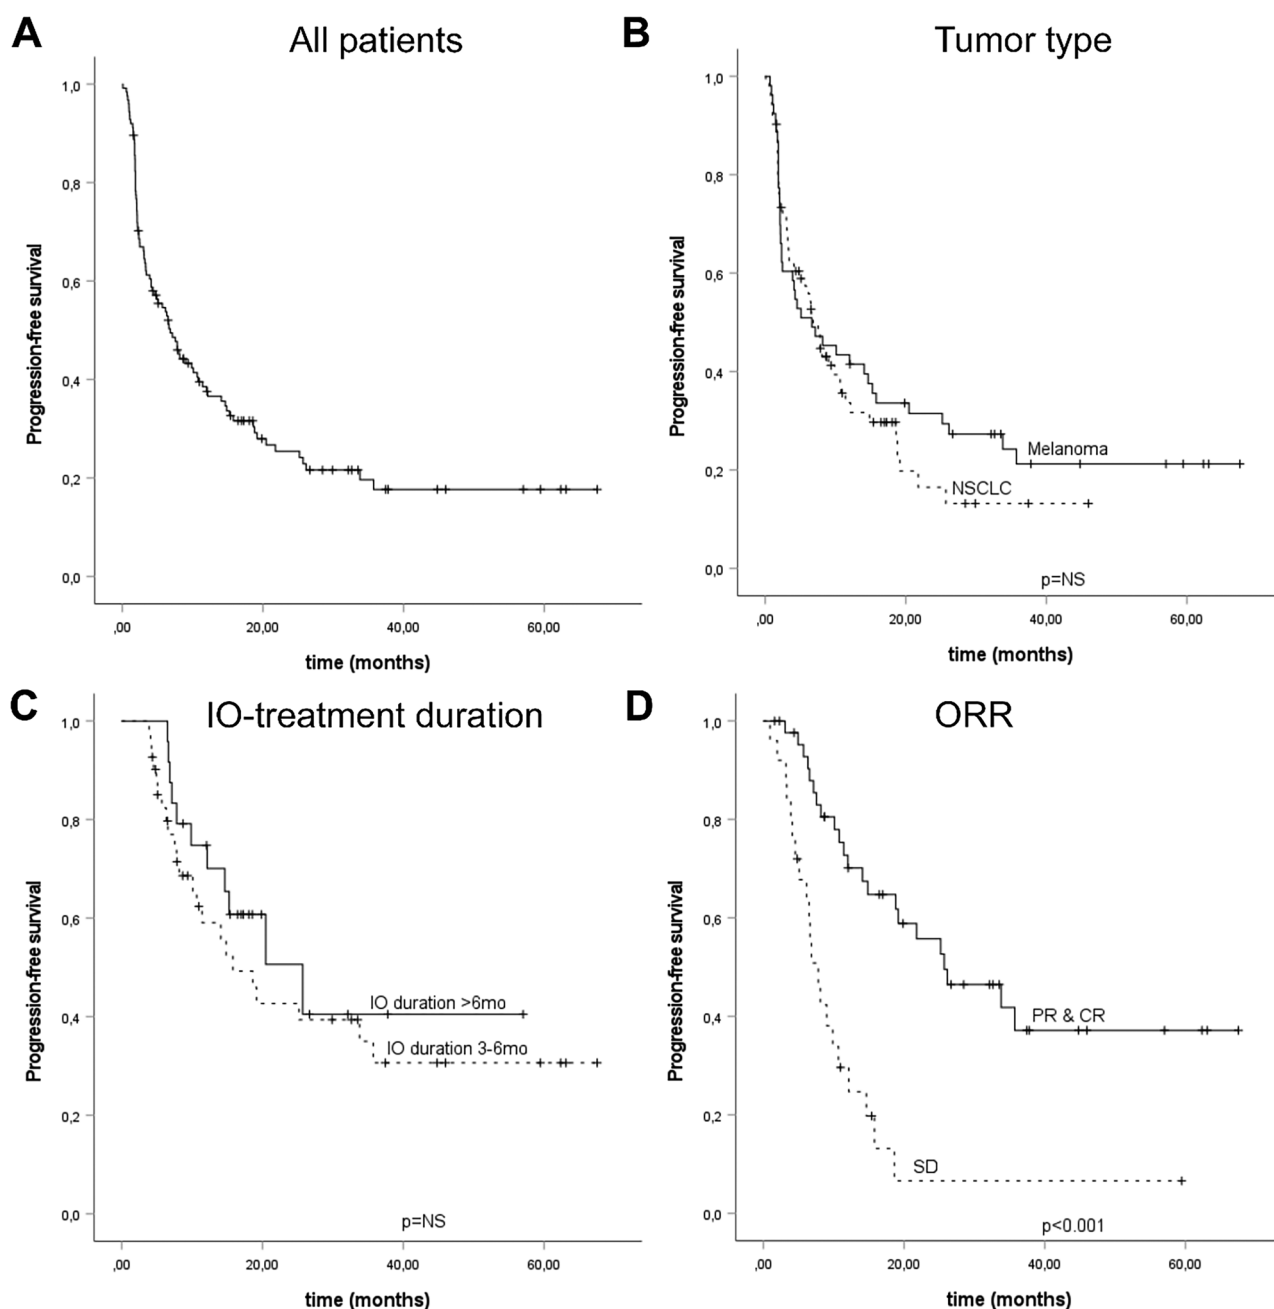 A
All patients
Progression-free survival
1,0
0,8
0,6
0,4
0,2
0,0
,00
20,00
40,00
60,00
time (months)
B
Tumor type
Progression-free survival
1,0
0,8
0,6
0,4
0,2
0,0
Melanoma
NSCLC
p=NS
,00
20,00
40,00
60,00
time (months)
C
IO-treatment duration
Progression-free survival
1,0
0,8
0,6
0,4
0,2
0,0
IO duration >6mo
IO duration 3-6mo
p=NS
,00
20,00
40,00
60,00
time (months)
D
ORR
Progression-free survival
1,0
0,8
0,6
0,4
0,2
0,0
PR & CR
SD
p<0.001
,00
20,00
40,00
60,00
time (months)